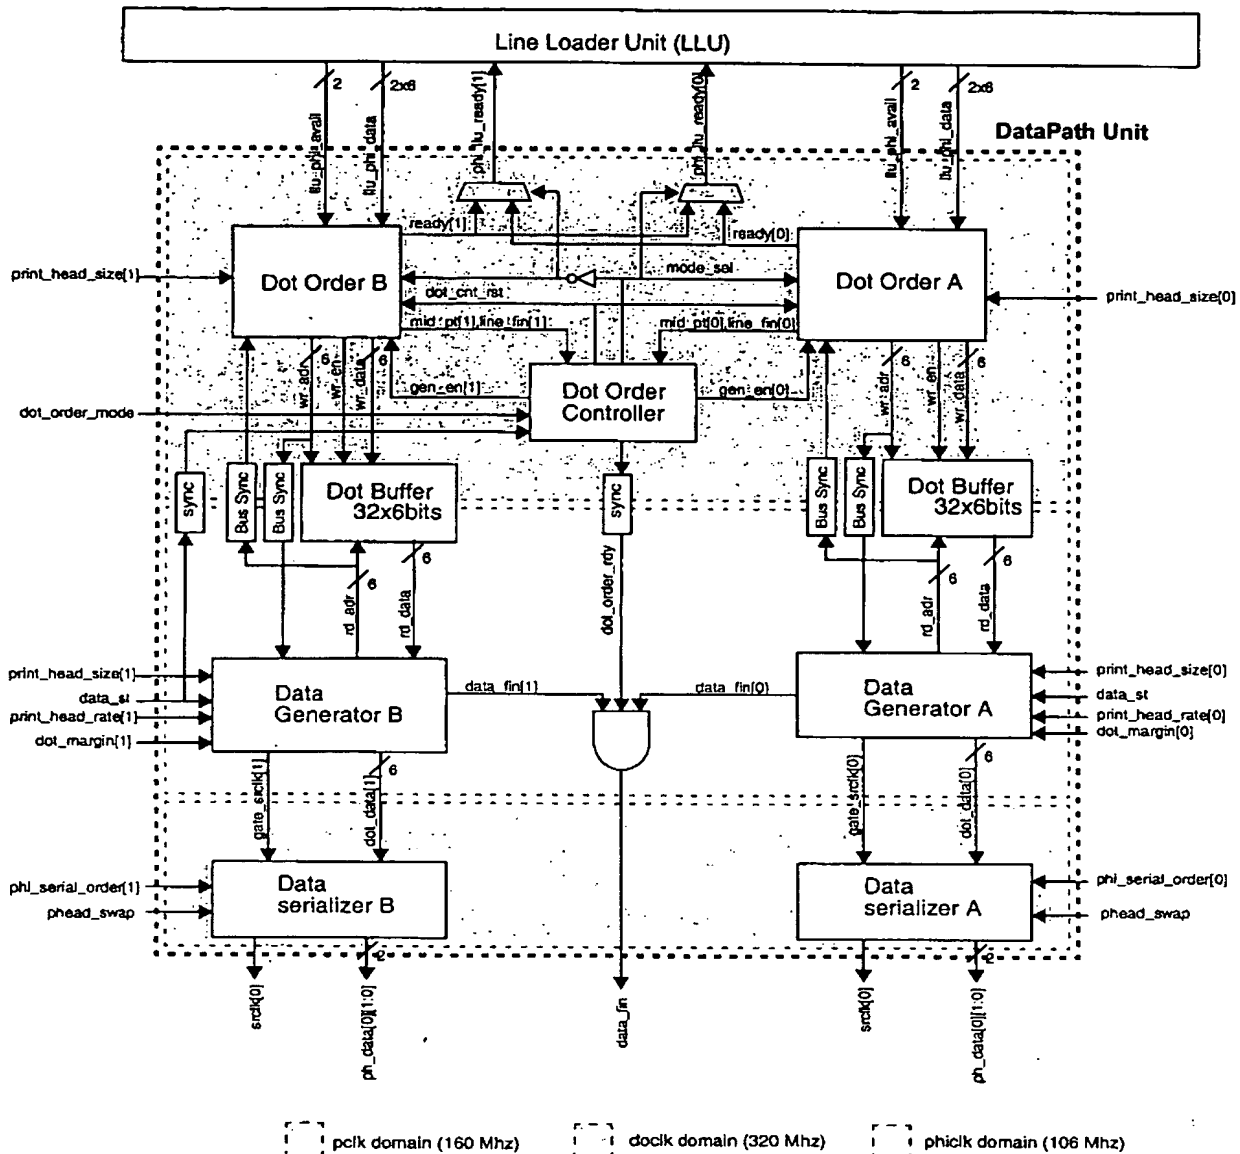 Line Loader Unit (LLU)
2
2x6
2
2x6
llu_phi_avail
llu_phi_data
phi_llu_ready[1]
phi_llu_ready[0]
llu_phi_avail
llu_phi_data
DataPath Unit
ready[1]
ready[0]
print_head_size[1]
Dot Order B
mode_sel
Dot Order A
dot_cnt_rst
print_head_size[0]
mid_pt[1],line_fin[1]
mid_pt[0],line_fin[0]
6
6
6
6
wr_adr
wr_en
wr_data
gen_en[1]
Dot Order
Controller
gen_en[0]
wr_adr
wr_en
wr_data
dot_order_mode
sync
Bus Sync
Bus Sync
Dot Buffer
32x6bits
sync
Bus Sync
Bus Sync
Dot Buffer
32x6bits
6
6
6
6
rd_adr
rd_data
dot_order_rdy
rd_adr
rd_data
print_head_size[1]
data_st
print_head_rate[1]
dot_margin[1]
Data
Generator B
data_fin[1]
data_fin[0]
Data
Generator A
print_head_size[0]
data_st
print_head_rate[0]
dot_margin[0]
gate_srclk[1]
dot_data[1]
6
gate_srclk[0]
dot_data[0]
6
phi_serial_order[1]
phead_swap
Data
serializer B
Data
serializer A
phi_serial_order[0]
phead_swap
2
2
srclk[0]
ph_data[0][1:0]
data_fin
srclk[0]
ph_data[0][1:0]
pclk domain (160 Mhz)
doclk domain (320 Mhz)
phiclk domain (106 Mhz)